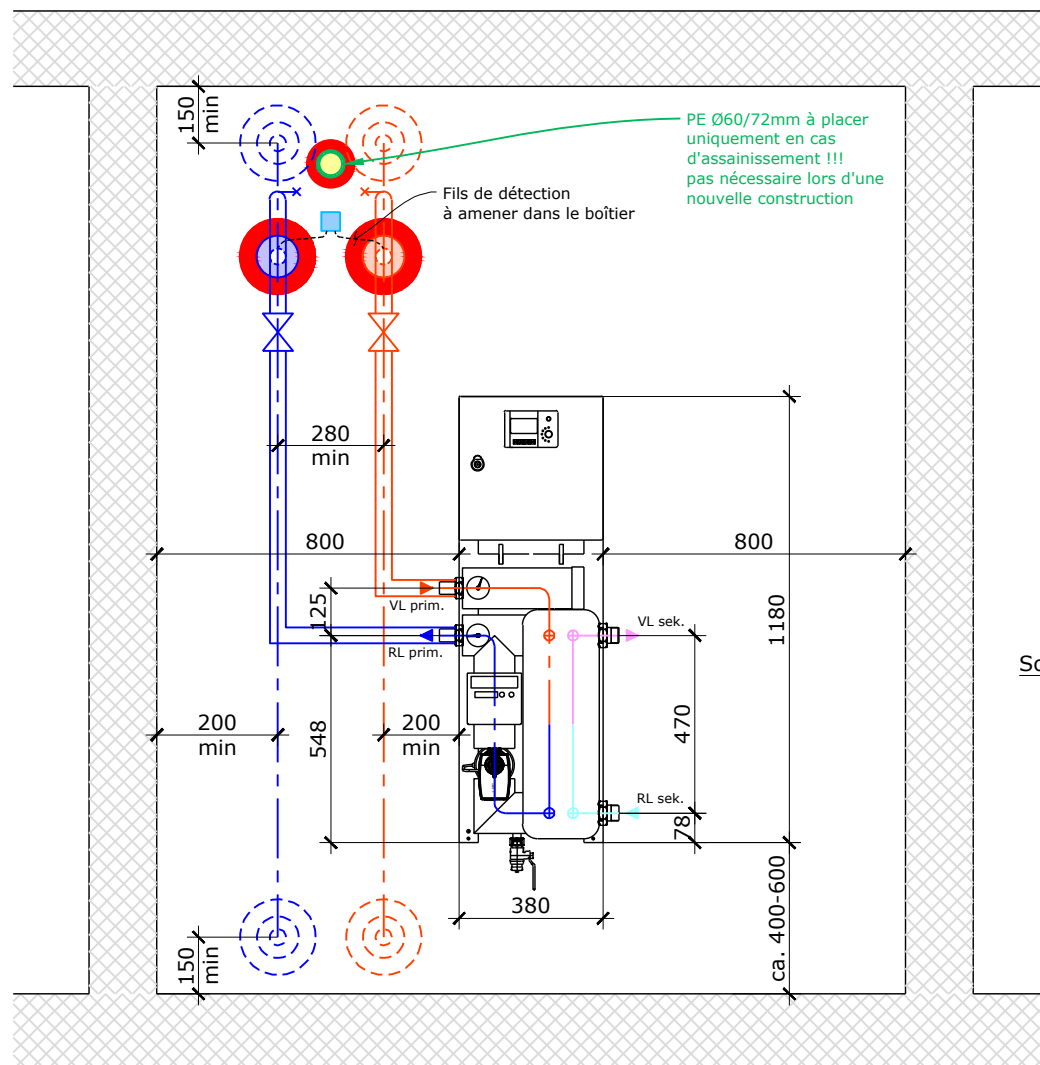 150
min
PE Ø60/72mm à placer
uniquement en cas
d'assainissement !!!
pas nécessaire lors d'une
nouvelle construction
Fils de détection
à amener dans le boîtier
280
min
800
800
125
VL prim.
RL prim.
VL sek.
1180
200
min
548
200
min
470
RL sek.
78
380
ca. 400-600
150
min